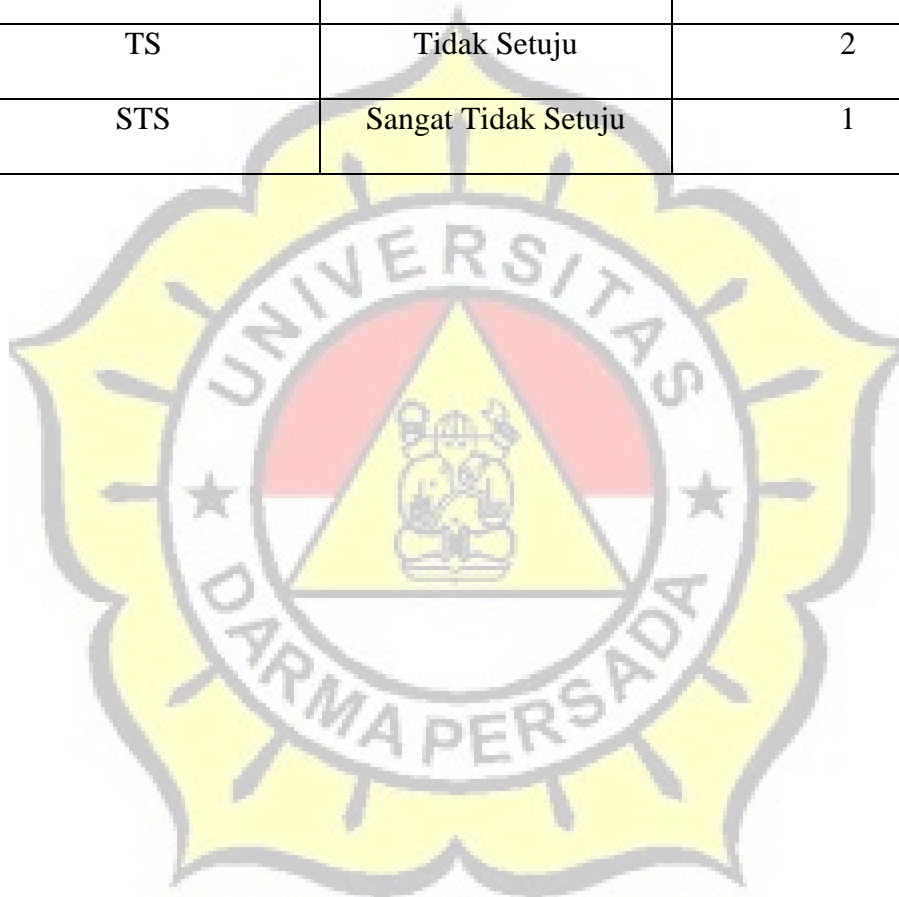 TS Tidak Setuju 2
STS Sangat Tidak Setuju 1
UNIVERSITAS
DARMA PERSADA